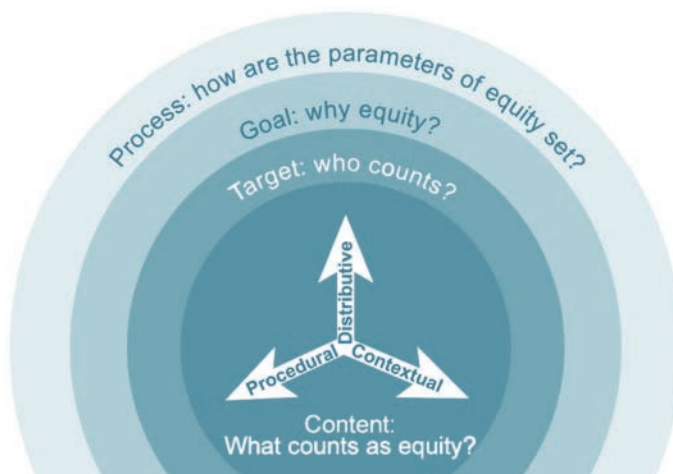 Process: how are the parameters of equity set?
Goal: why equity?
Target: who counts?
Distributive
Procedural
Contextual
Content:
What counts as equity?